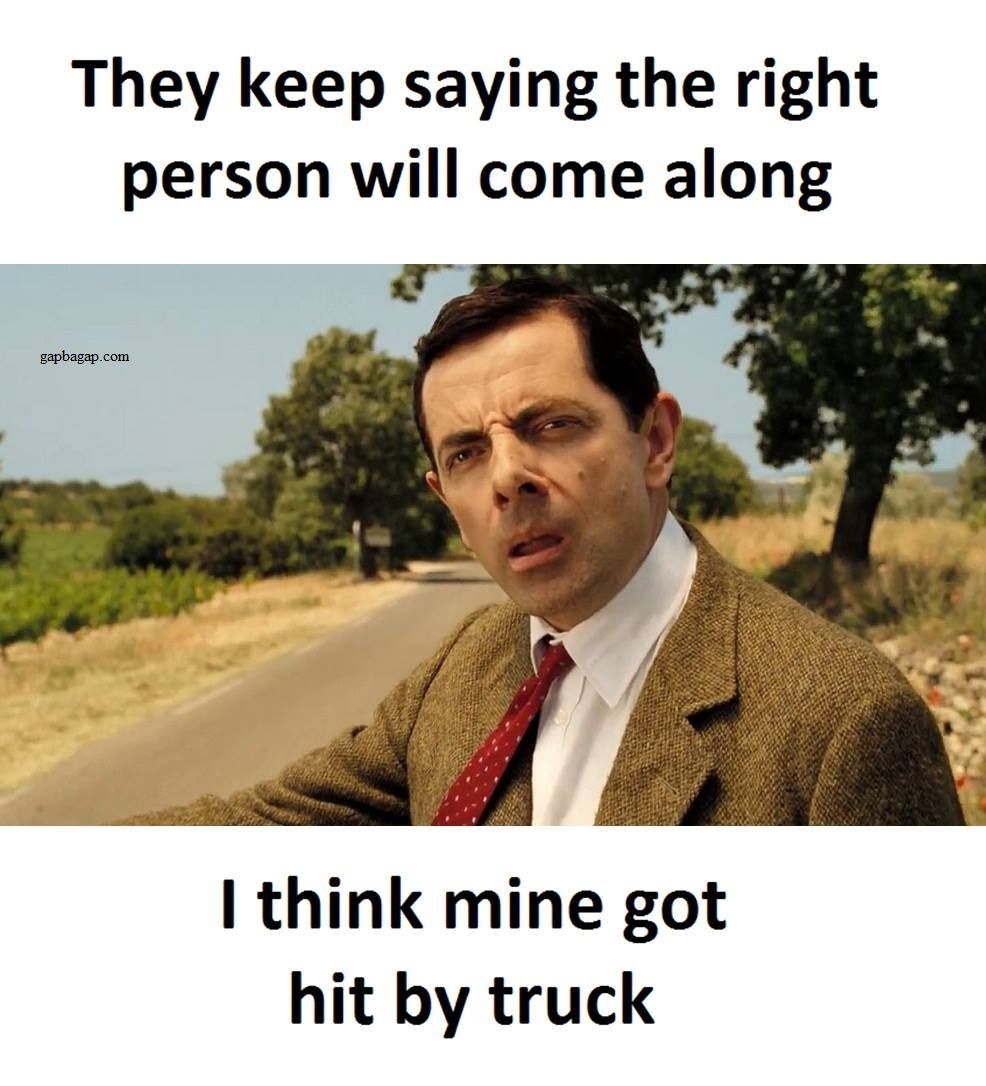 They keep saying the right
person will come along
gapbagap.com
I think mine got
hit by truck